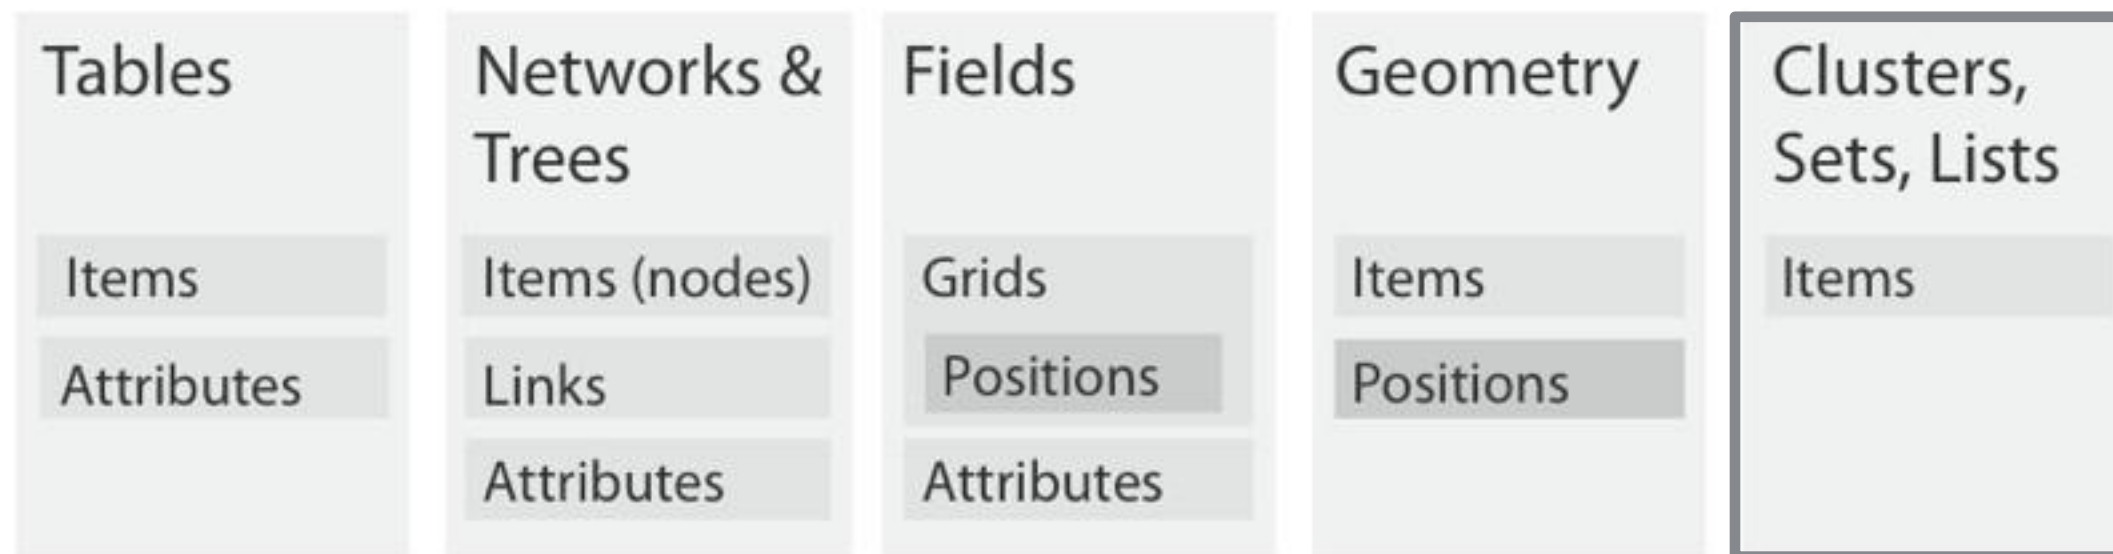 Tables
Items
Attributes
Networks &
Trees
Items (nodes)
Links
Attributes
Fields
Grids
Positions
Attributes
Geometry
Items
Positions
Clusters,
Sets, Lists
Items